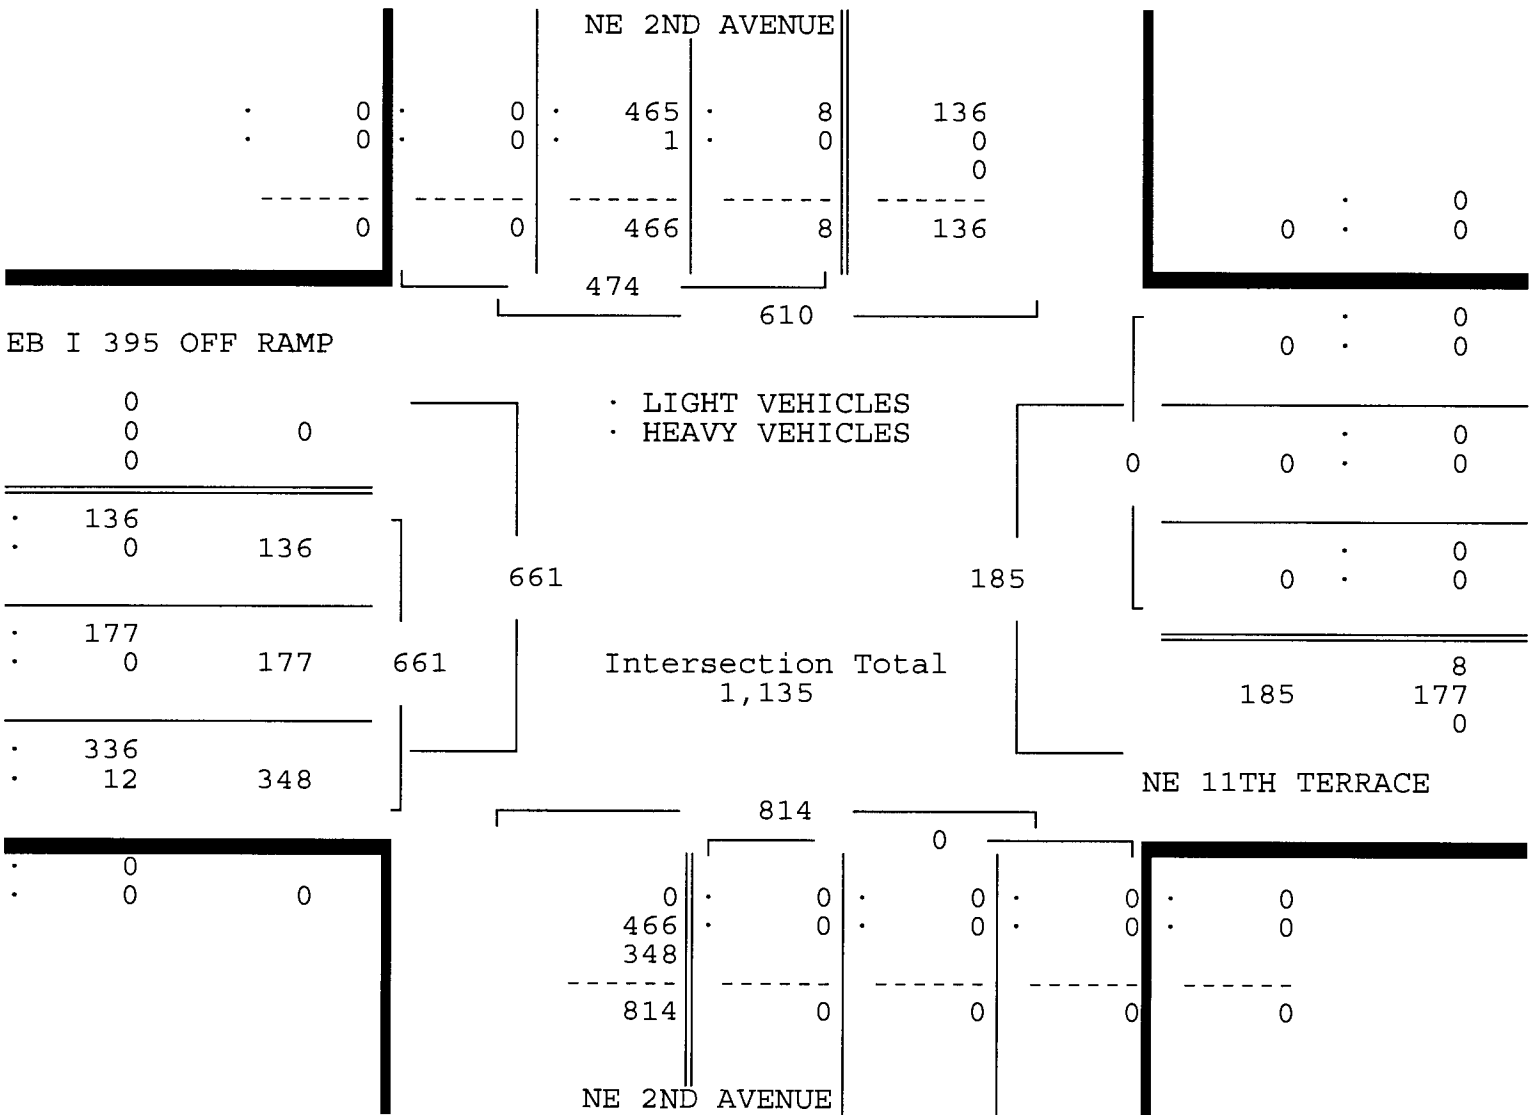 NE 2ND AVENUE
· 0 · 0 · 465 · 8 136
· 0 · 0 · 1 · 0 0
0
------ ------ ------ ------ ------
· 0
0 0 466 8 136
0 · 0
474
610
· 0
EB I 395 OFF RAMP
0 · 0
0
· LIGHT VEHICLES
0 0
· HEAVY VEHICLES
· 0
0
0 0 · 0
· 136
· 0 136
· 0
661
185
0 · 0
· 177
· 0 177 661
Intersection Total
8
1,135
185 177
0
· 336
· 12 348
NE 11TH TERRACE
814
0
· 0
· 0 0
0 · 0 · 0 · 0 · 0
466 · 0 · 0 · 0 · 0
348
------ ------ ------ ------ ------
814 0 0 0 0
NE 2ND AVENUE